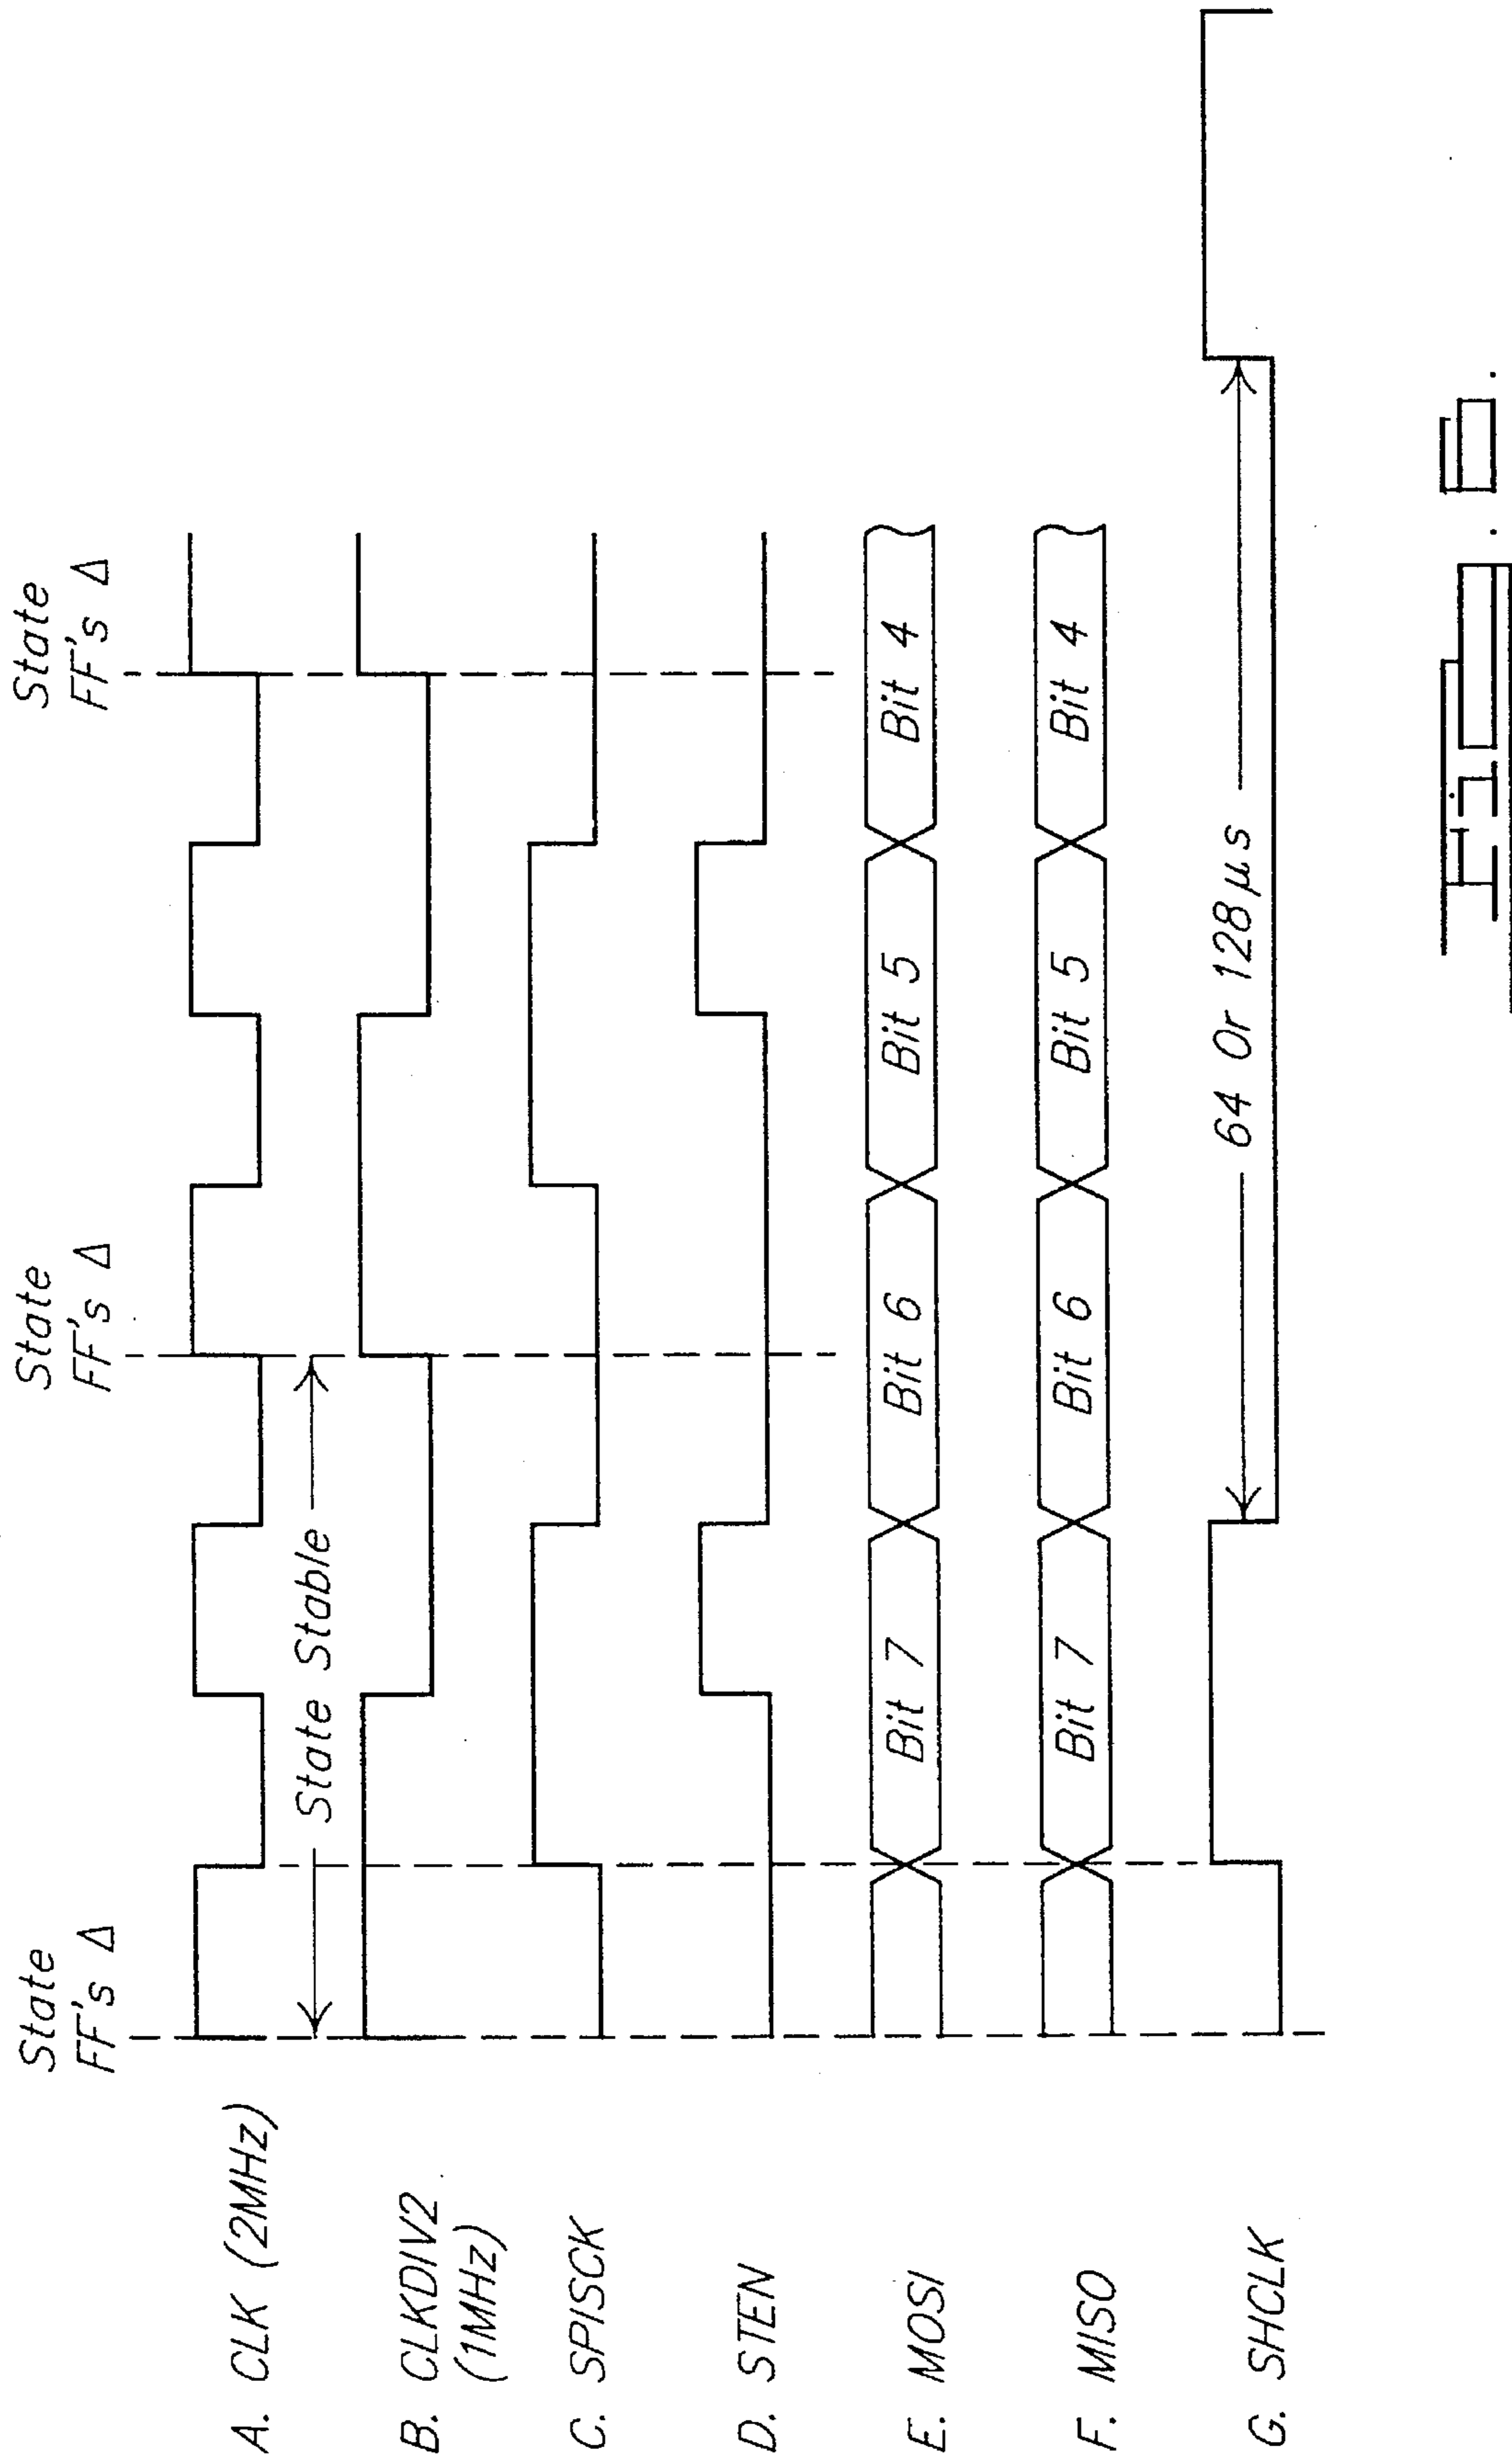 State State State
FF's Δ FF's Δ FF's Δ
A. CLK (2MHz)
State Stable
B. CLKDIV2
(1MHz)
C. SPISCK
D. STEN
E. MOSI Bit 7 Bit 6 Bit 5 Bit 4
F. MISO Bit 7 Bit 6 Bit 5 Bit 4
G. SHCLK 64 Or 128 µs